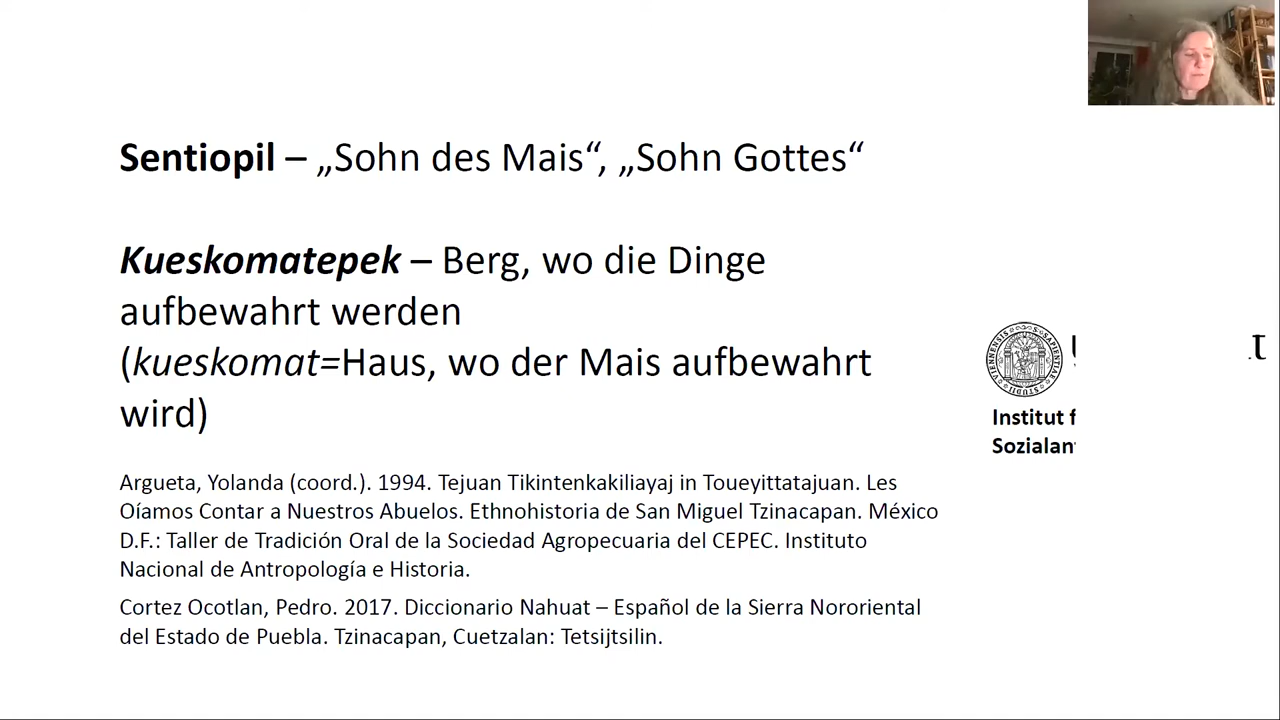 Sentiopil – „Sohn des Mais“, „Sohn Gottes“
Kueskomatepek – Berg, wo die Dinge
aufbewahrt werden
(kueskomat=Haus, wo der Mais aufbewahrt
wird)
Argueta, Yolanda (coord.). 1994. Tejuan Tikintenkakiliayaj in Toueyittatajuan. Les
Oíamos Contar a Nuestros Abuelos. Ethnohistoria de San Miguel Tzinacapan. México
D.F.: Taller de Tradición Oral de la Sociedad Agropecuaria del CEPEC. Instituto
Nacional de Antropología e Historia.
Cortez Ocotlan, Pedro. 2017. Diccionario Nahuat – Español de la Sierra Nororiental
del Estado de Puebla. Tzinacapan, Cuetzalan: Tetsijtsilin.
Institut f
Sozialan